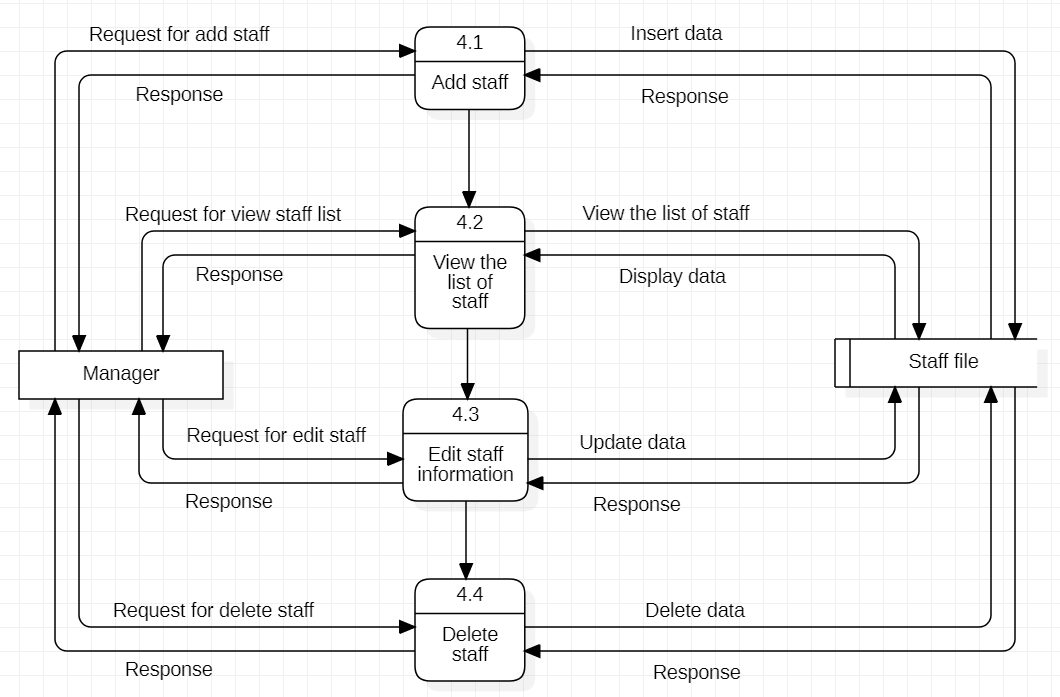 Request for add staff
4.1
Insert data
Add staff
Response
Response
Request for view staff list
4.2
View the list of staff
Response
View the
list of
staff
Display data
Manager
Staff file
4.3
Request for edit staff
Update data
Edit staff
information
Response
Response
4.4
Request for delete staff
Delete data
Delete
staff
Response
Response